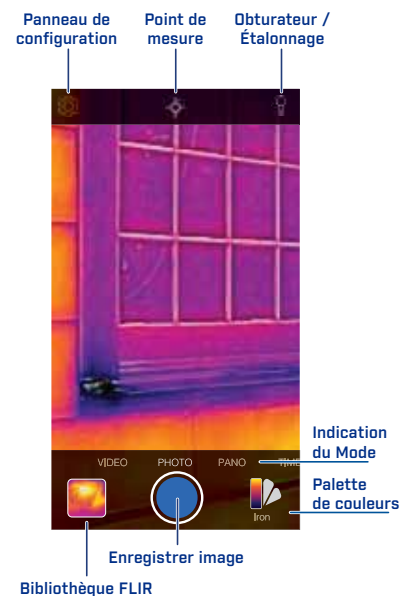 Panneau de
configuration
Point de
mesure
Obturateur /
Étalonnage
VIDEO PHOTO PANO TIME
Indication
du Mode
Palette
de couleurs
Iron
Enregistrer image
Bibliothèque FLIR